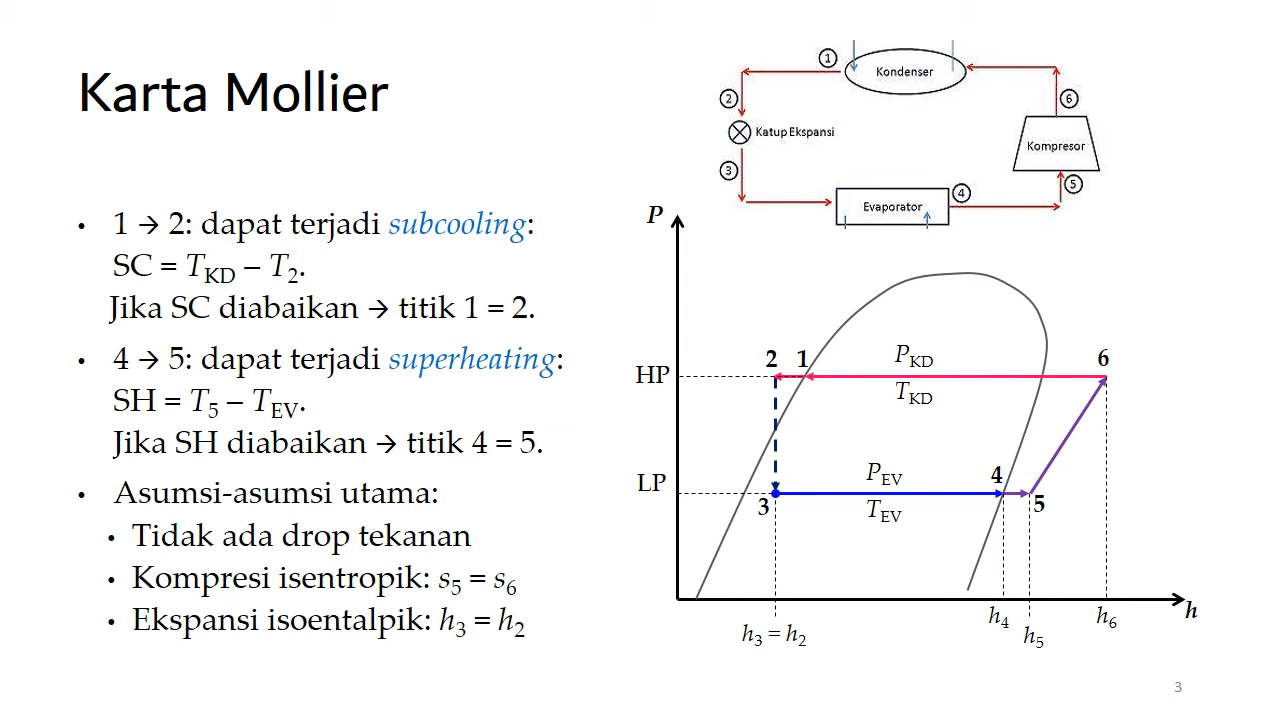 Karta Mollier
• 1 → 2: dapat terjadi subcooling:
SC = T_KD – T_2.
Jika SC diabaikan → titik 1 = 2.
• 4 → 5: dapat terjadi superheating:
SH = T_5 – T_EV.
Jika SH diabaikan → titik 4 = 5.
• Asumsi-asumsi utama:
• Tidak ada drop tekanan
• Kompresi isentropik: s_5 = s_6
• Ekspansi isoentalpik: h_3 = h_2
1
Kondenser
2
6
Katup Ekspansi
Kompresor
3
4
5
Evaporator
P
2 1
P_KD
6
HP
T_KD
P_EV
4
LP
3
T_EV
5
h
h_3 = h_2
h_4
h_5
h_6
3